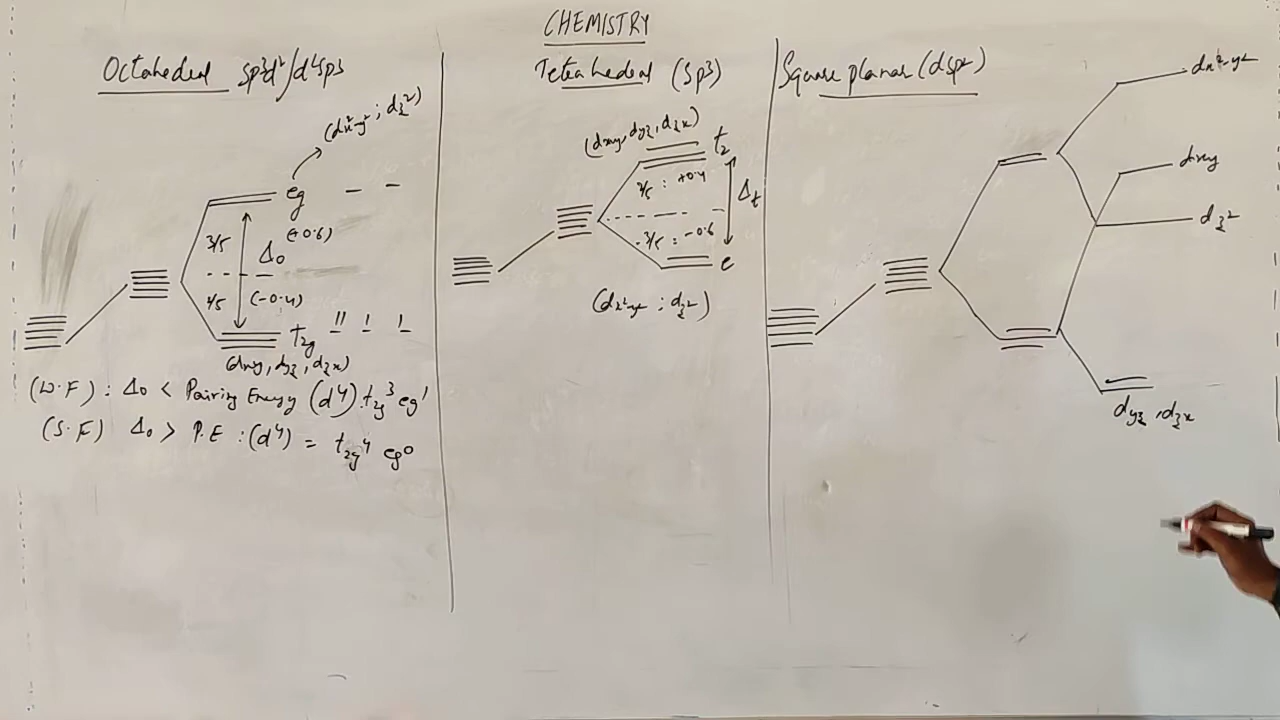 CHEMISTRY
Octahedral sp³d²/d²sp³
(dx²-y² ; dz²)
eg
3/5
Δo
(+0.6)
2/5
(-0.4)
t2g
(dxy, dyz, dzx)
(W.F) : Δo < Pairing Energy (d⁴) t2g³ eg¹
(S.F) Δo > P.E : (d⁴) = t2g⁴ eg⁰
Tetrahedral (sp³)
(dxy, dyz, dzx)
t2
2/5 : +0.4
Δt
-3/5 = -0.6
e
(dx²-y² ; dz²)
Square planar (dsp²)
dx²-y²
dxy
dz²
dyz, dzx